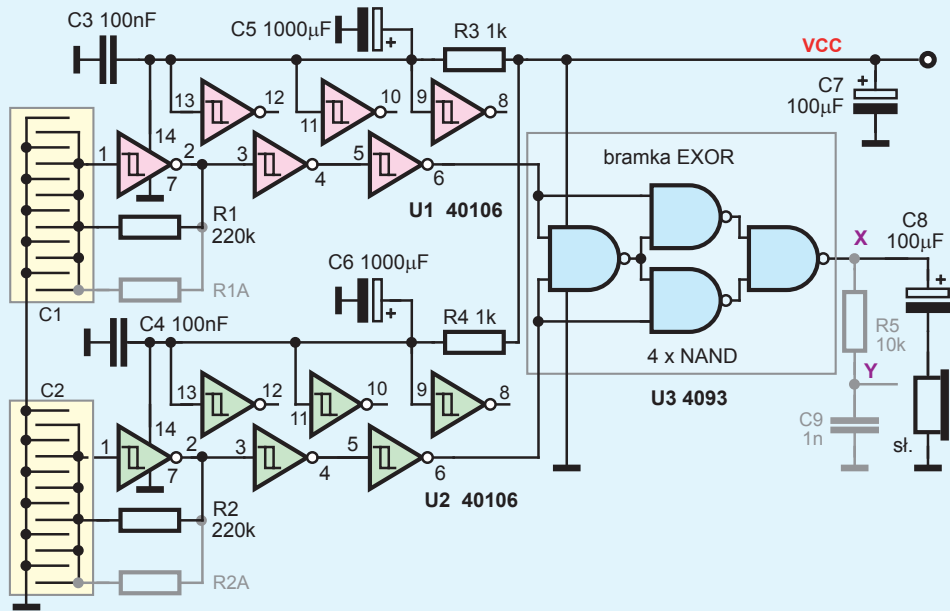 C3 100nF
C5 1000μF
+
R3 1k
VCC
+
C7
100μF
13
12
11
10
9
8
14
1
2
7
3
4
5
6
U1 40106
R1
220k
R1A
C1
bramka EXOR
4 x NAND
U3 4093
X
C8
100μF
+
R5
10k
Y
C9
1n
sł.
C6 1000μF
+
C4 100nF
R4 1k
13
12
11
10
9
8
C2
14
1
2
7
3
4
5
6
U2 40106
R2
220k
R2A